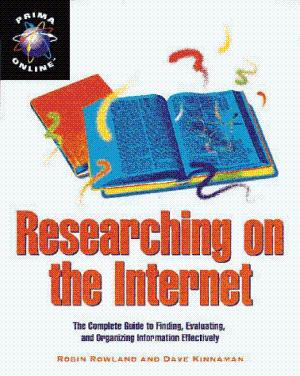 PRIMA
ONLINE
Researching on
the Internet
The Complete Guide to Finding, Evaluating,
and Organizing Information Effectively
ROBIN ROWLAND AND DAVE KINNAMAN